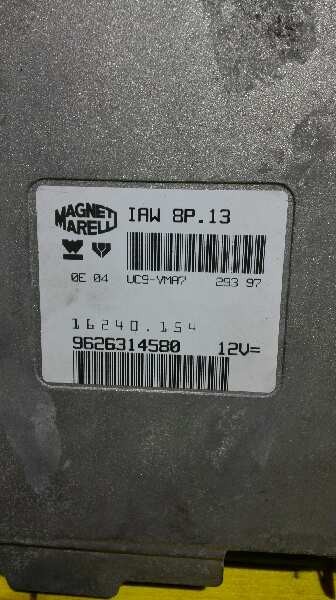 MAGNETI
MARELLI
IAW 8P.13
0E 04 UC9-VMA7 293 97
16240.154
9626314580 12V=